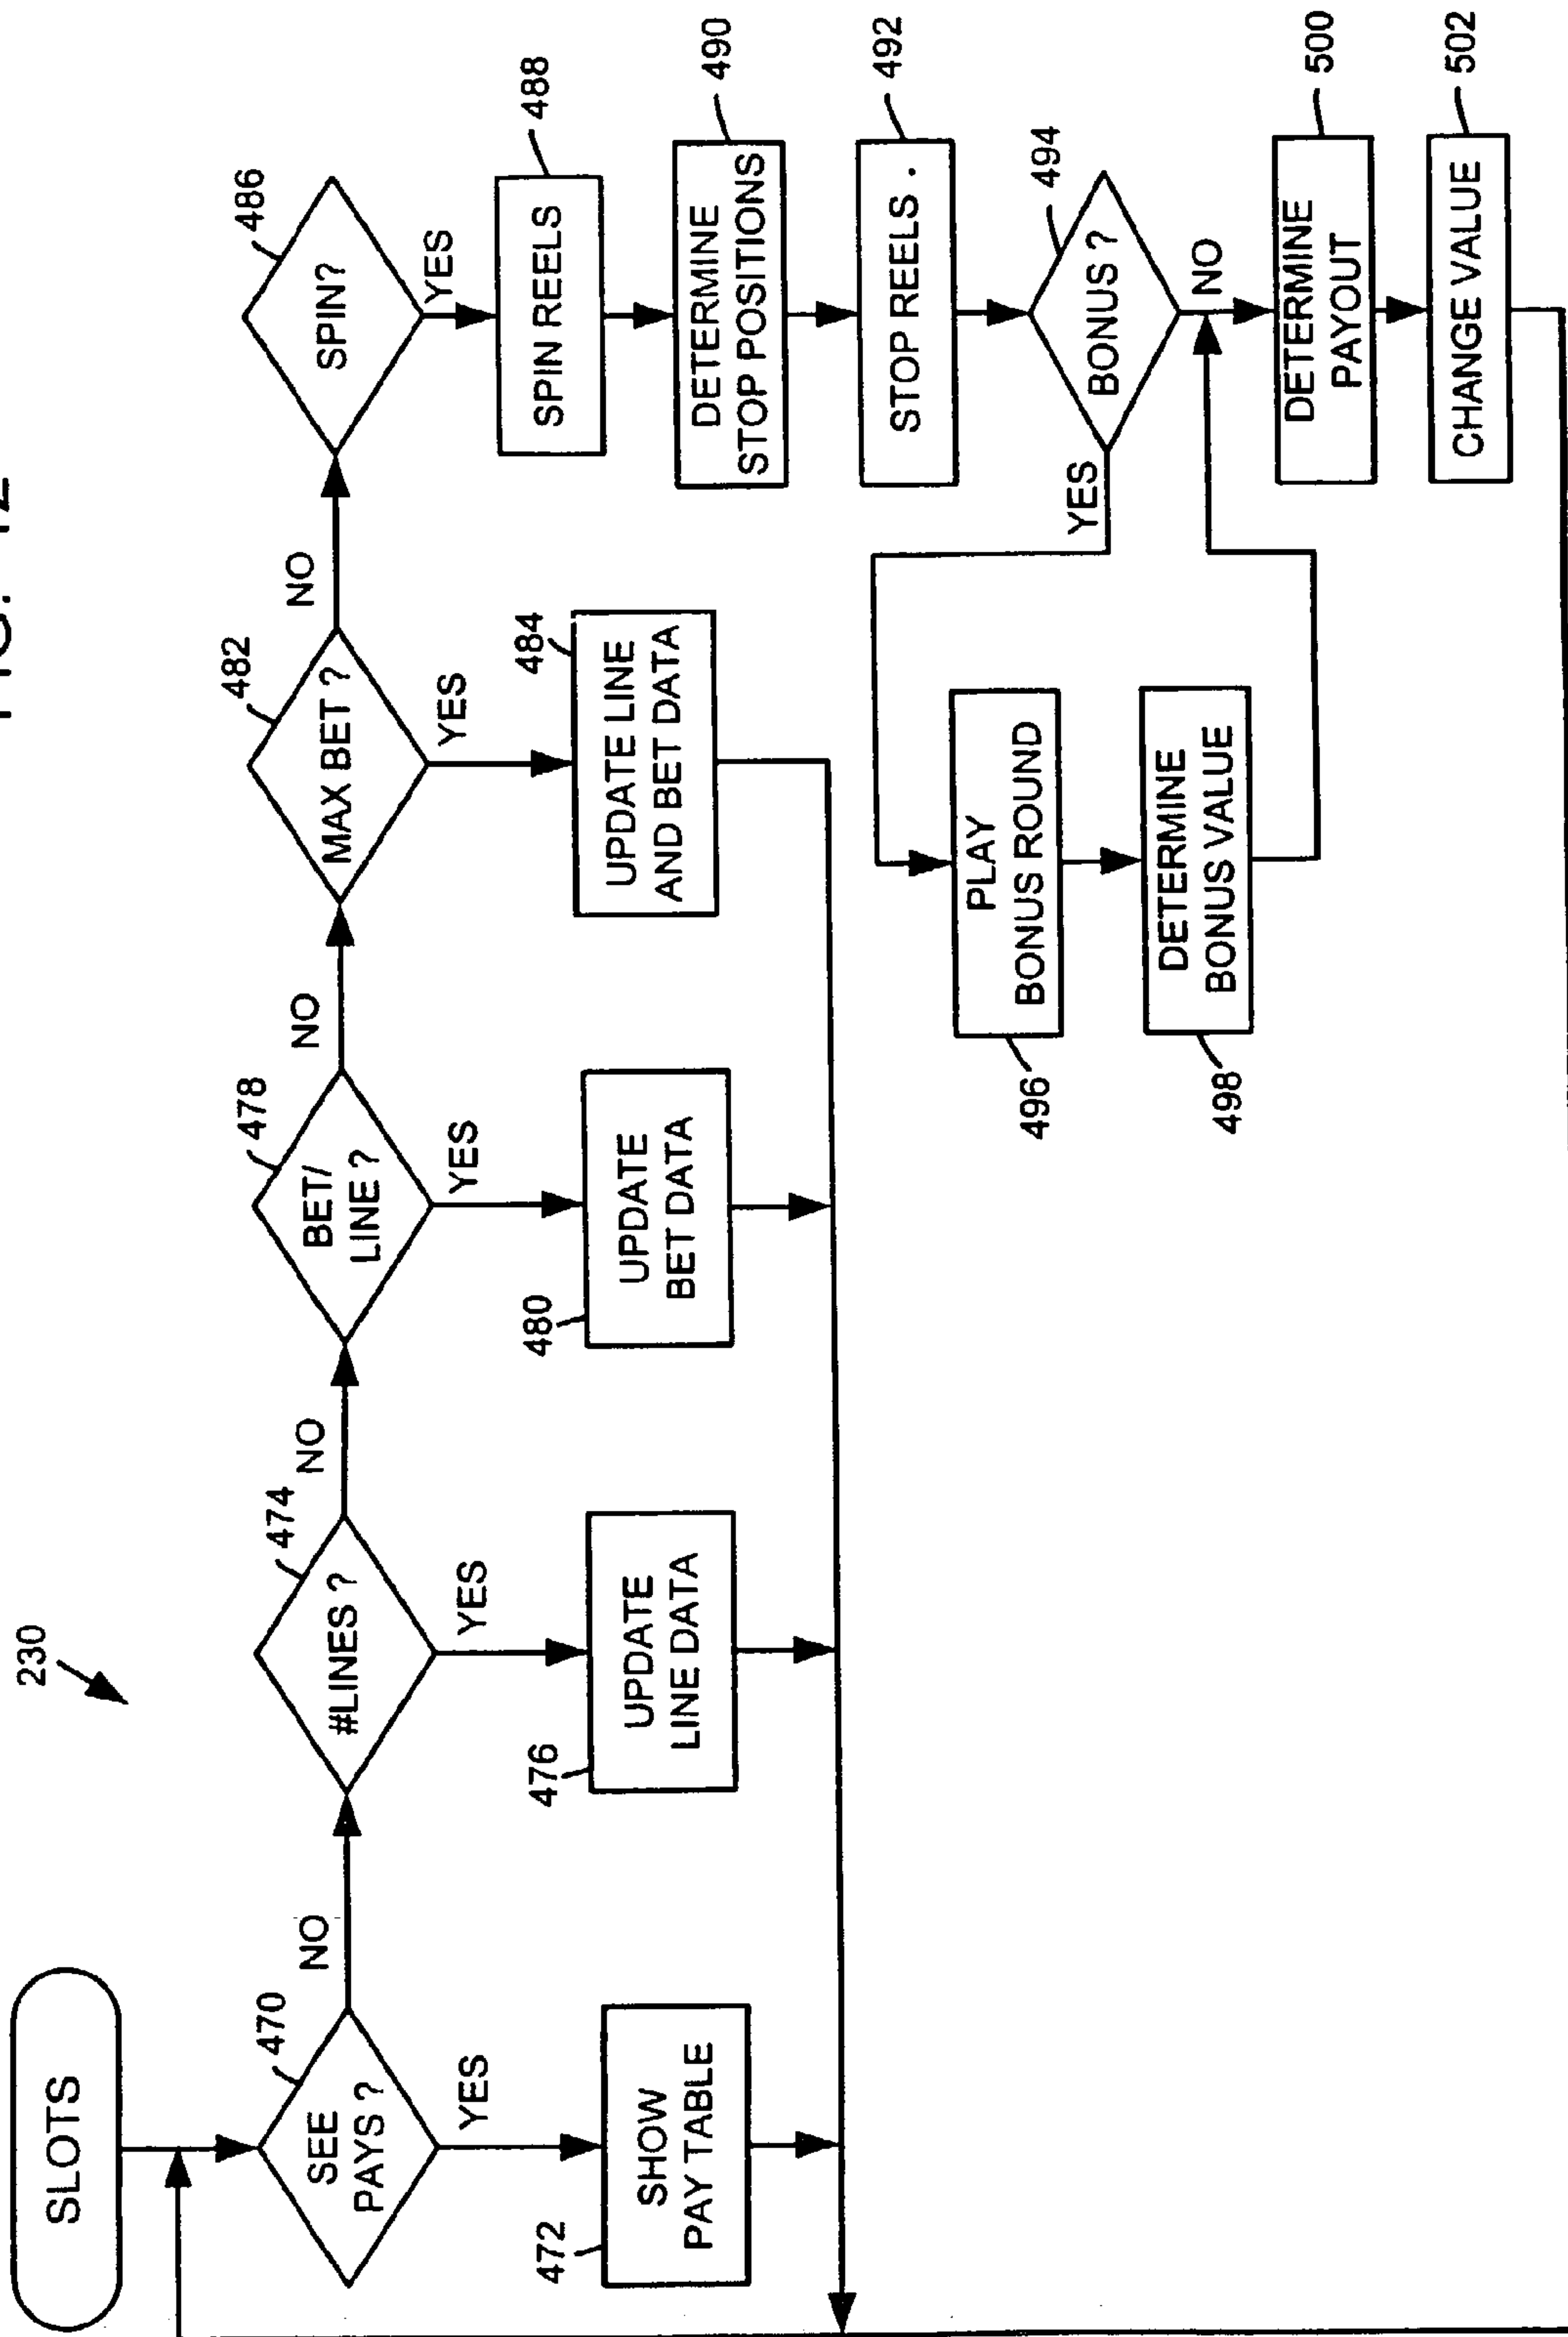 230
SLOTS
470
SEE
PAYS ?
NO
YES
472
SHOW
PAY TABLE
474
#LINES ?
NO
YES
476
UPDATE
LINE DATA
478
BET/
LINE ?
NO
YES
480
UPDATE
BET DATA
482
MAX BET ?
NO
YES
484
UPDATE LINE
AND BET DATA
486
SPIN?
YES
488
SPIN REELS
490
DETERMINE
STOP POSITIONS
492
STOP REELS .
494
BONUS ?
YES
NO
496
PLAY
BONUS ROUND
498
DETERMINE
BONUS VALUE
500
DETERMINE
PAYOUT
502
CHANGE VALUE